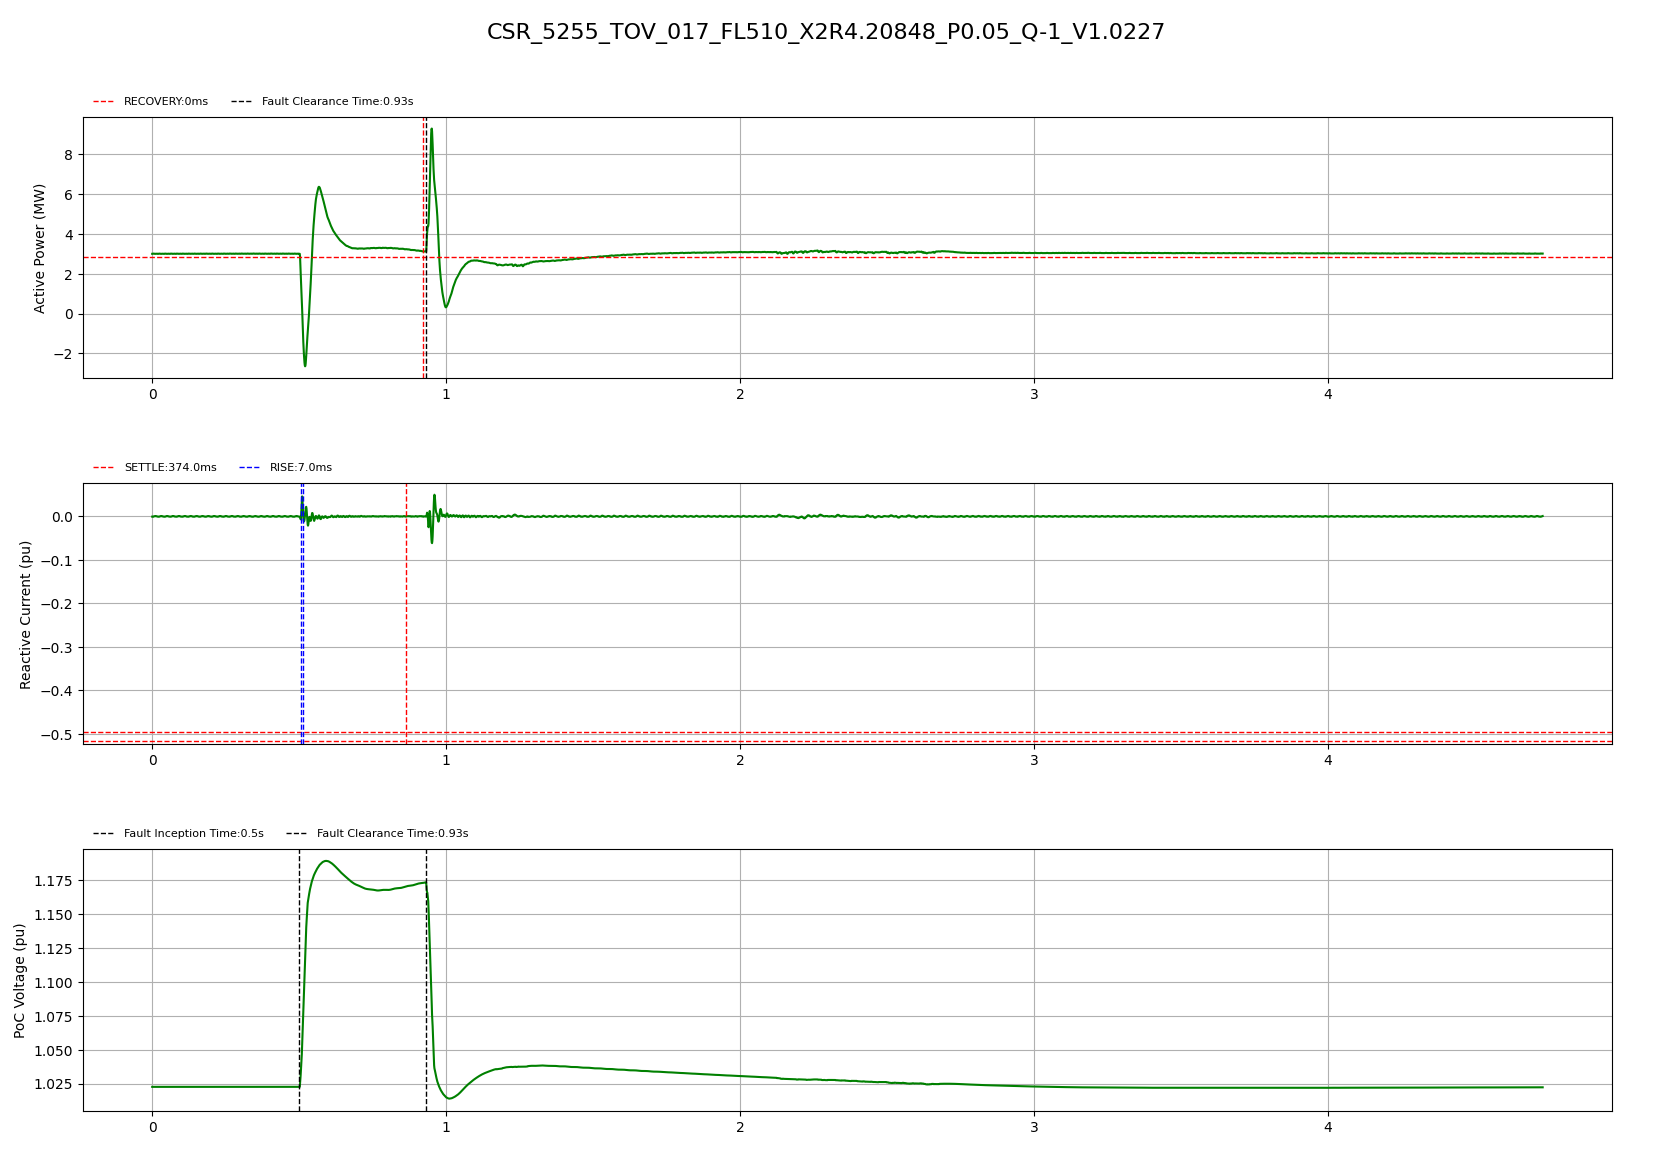 CSR_5255_TOV_017_FL510_X2R4.20848_P0.05_Q-1_V1.0227
RECOVERY:0ms Fault Clearance Time:0.93s
Active Power (MW)
8
6
4
2
0
−2
0 1 2 3 4
SETTLE:374.0ms RISE:7.0ms
Reactive Current (pu)
0.0
−0.1
−0.2
−0.3
−0.4
−0.5
0 1 2 3 4
Fault Inception Time:0.5s Fault Clearance Time:0.93s
PoC Voltage (pu)
1.175
1.150
1.125
1.100
1.075
1.050
1.025
0 1 2 3 4